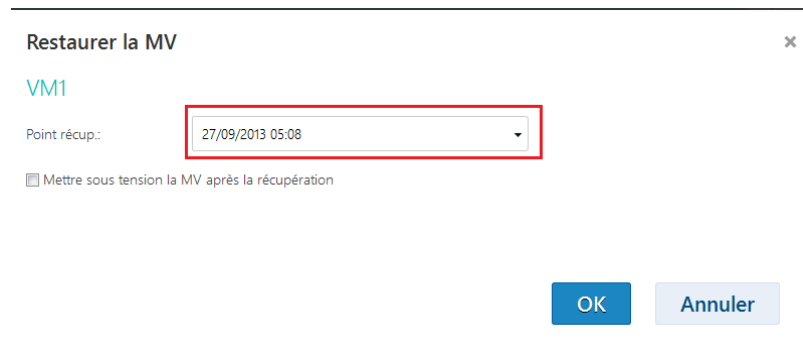 Restaurer la MV
VM1
Point récup.: 27/09/2013 05:08
Mettre sous tension la MV après la récupération
OK Annuler